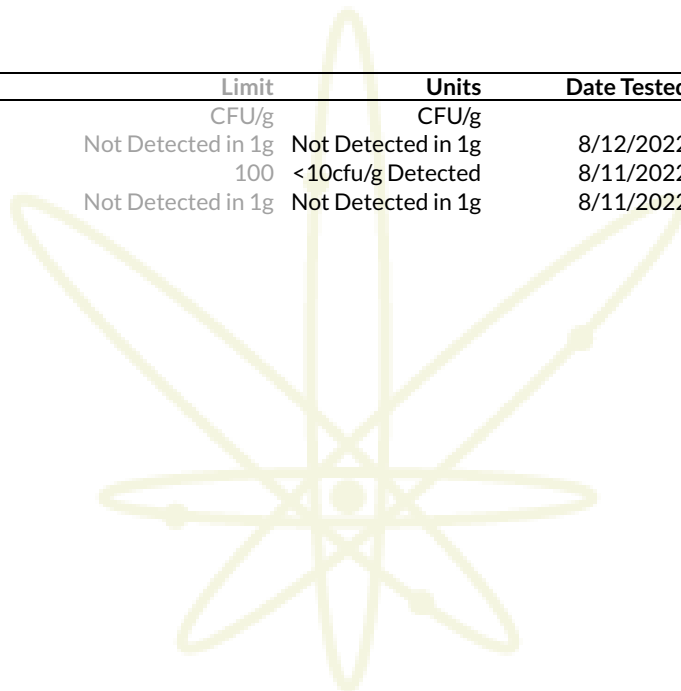 Limit Units Date Tested
CFU/g CFU/g
Not Detected in 1g Not Detected in 1g 8/12/2022
100 <10cfu/g Detected 8/11/2022
Not Detected in 1g Not Detected in 1g 8/11/2022